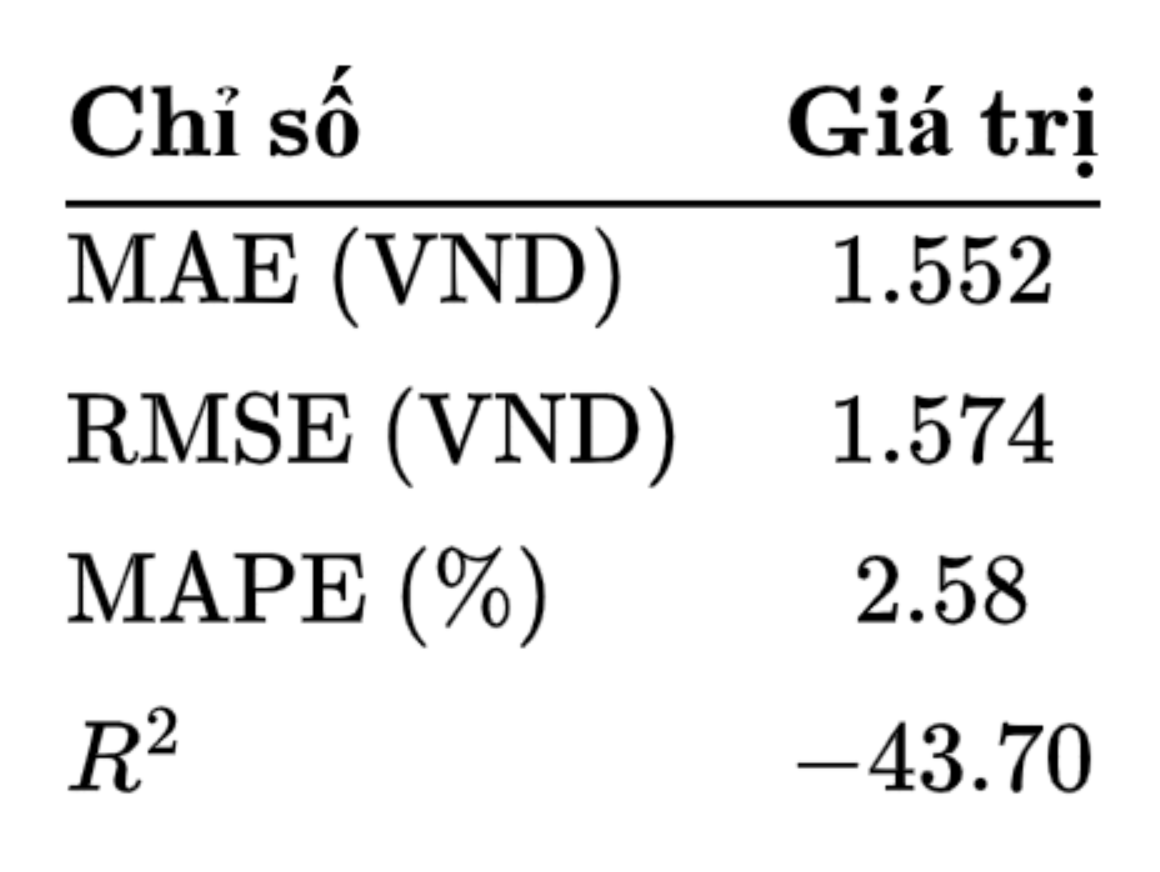 Chỉ số Giá trị
MAE (VND) 1.552
RMSE (VND) 1.574
MAPE (%) 2.58
R² −43.70